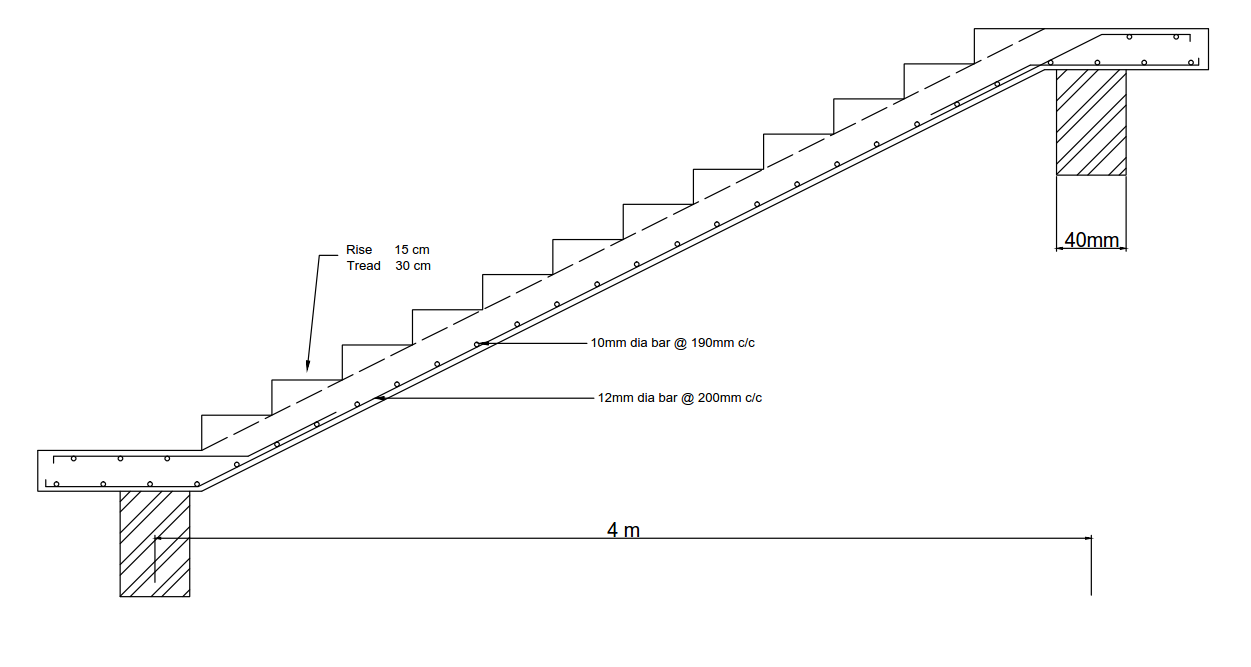 Rise 15 cm
Tread 30 cm
40mm
10mm dia bar @ 190mm c/c
12mm dia bar @ 200mm c/c
4 m